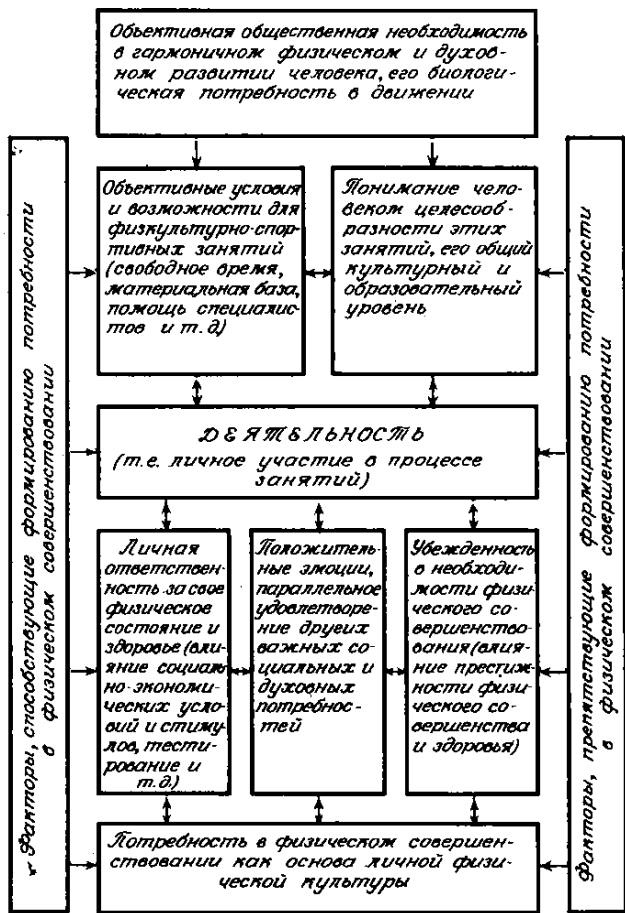 Объективная общественная необходимость
в гармоничном физическом и духов-
ном развитии человека, его биологи-
ческая потребность в движении
Факторы, способствующие формированию потребности
в физическом совершенствовании
Объективные условия
и возможности для
физкультурно-спор-
тивных занятий
(свободное время,
материальная база,
помощь специалис-
тов и т.д)
Понимание чело-
веком целесооб-
разности этих
занятий, его общий
культурный и
образовательный
уровень
ДЕЯТЕЛЬНОСТЬ
(т.е. личное участие в процессе
занятий)
Личная
ответствен-
ность за свое
физическое
состояние и
здоровье (вли-
яние социаль-
но-экономи-
ческих усло-
вий и стиму-
лов, тести-
рование и
т.д.)
Положитель-
ные эмоции,
параллельное
удовлетворе-
ние других
важных со-
циальных и
духовных
потребнос-
тей
Убежденность
в необходи-
мости физи-
ческого со-
вершенство-
вания (влия-
ние престиж-
ности физи-
ческого со-
вершенства
и здоровья)
Потребность в физическом совершен-
ствовании как основа личной физи-
ческой культуры
Факторы, препятствующие формированию потребности
в физическом совершенствовании